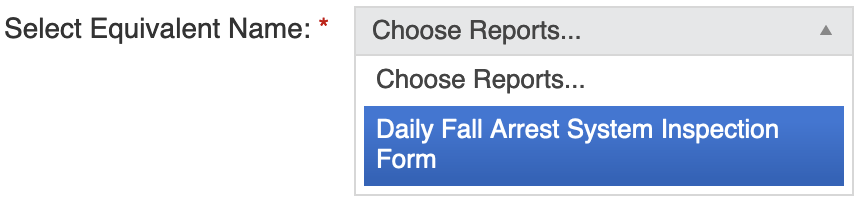 Select Equivalent Name: *
Choose Reports...
Choose Reports...
Daily Fall Arrest System Inspection
Form